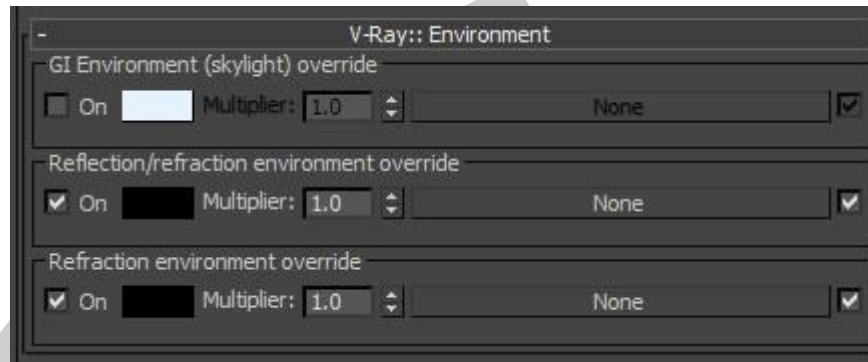 - V-Ray:: Environment
GI Environment (skylight) override
On Multiplier: 1.0 None
Reflection/refraction environment override
On Multiplier: 1.0 None
Refraction environment override
On Multiplier: 1.0 None